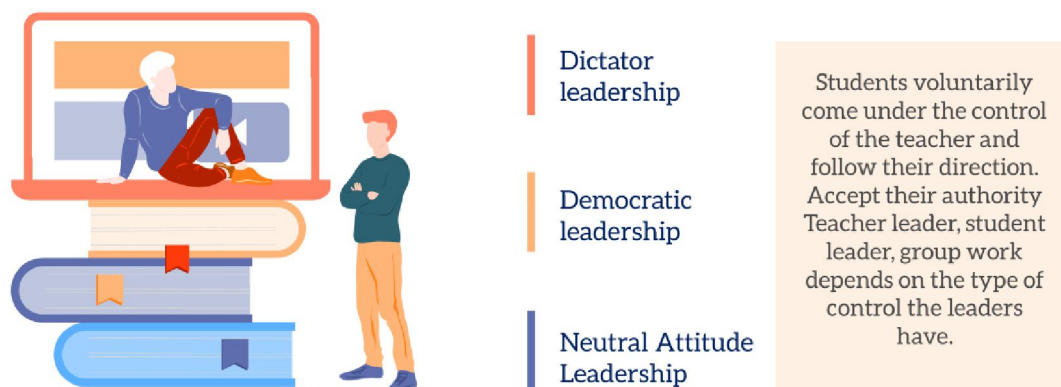 Dictator
leadership
Democratic
leadership
Neutral Attitude
Leadership
Students voluntarily
come under the control
of the teacher and
follow their direction.
Accept their authority
Teacher leader, student
leader, group work
depends on the type of
control the leaders
have.